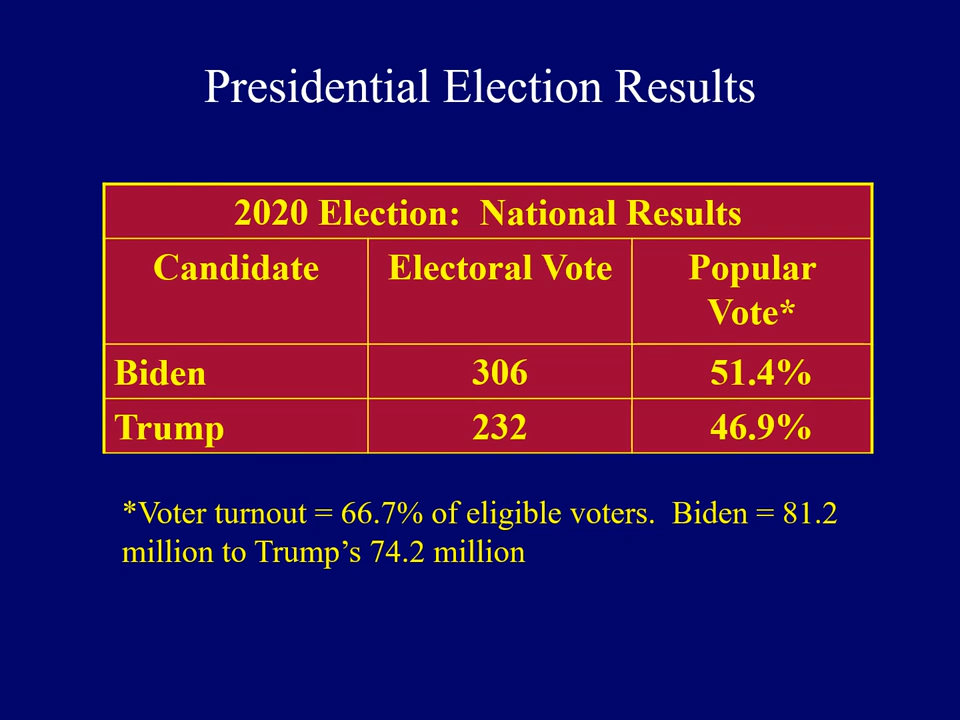 Presidential Election Results
2020 Election: National Results
Candidate Electoral Vote Popular
Vote*
Biden 306 51.4%
Trump 232 46.9%
*Voter turnout = 66.7% of eligible voters. Biden = 81.2
million to Trump’s 74.2 million